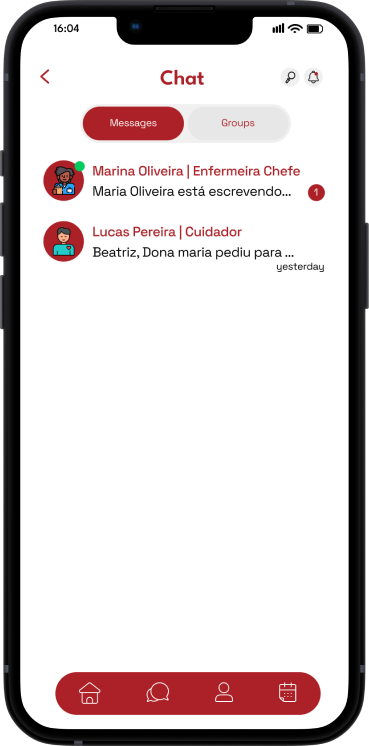 16:04
Chat
Messages
Groups
Marina Oliveira | Enfermeira Chefe
Maria Oliveira está escrevendo...
1
Lucas Pereira | Cuidador
Beatriz, Dona maria pediu para ...
yesterday